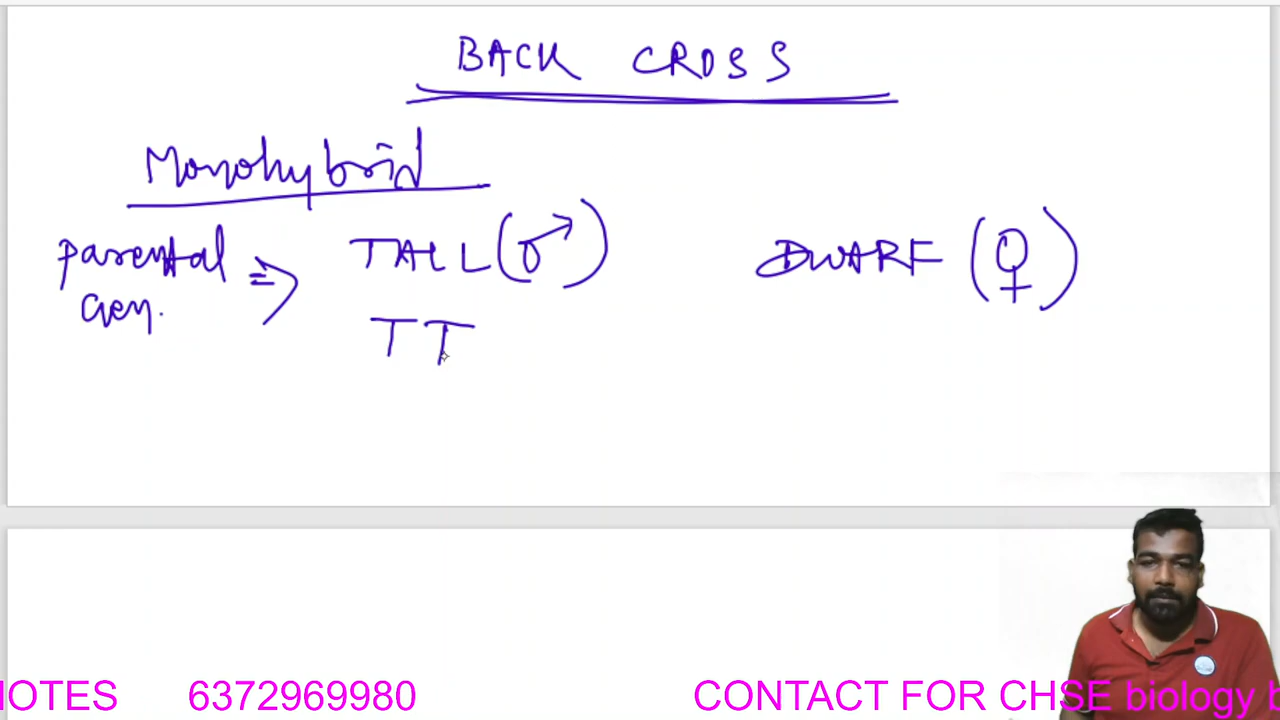 BACK CROSS
Monohybrid
Parental ⇒ TALL (♂) DWARF (♀)
Gen.
TT
NOTES 6372969980 CONTACT FOR CHSE biology b